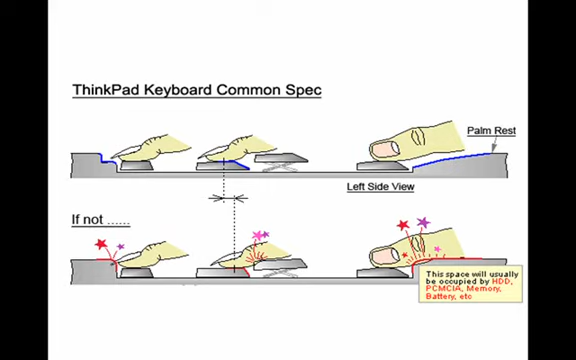 ThinkPad Keyboard Common Spec
Palm Rest
Left Side View
If not ......
This space will usually
be occupied by HDD,
PCMCIA, Memory,
Battery, etc